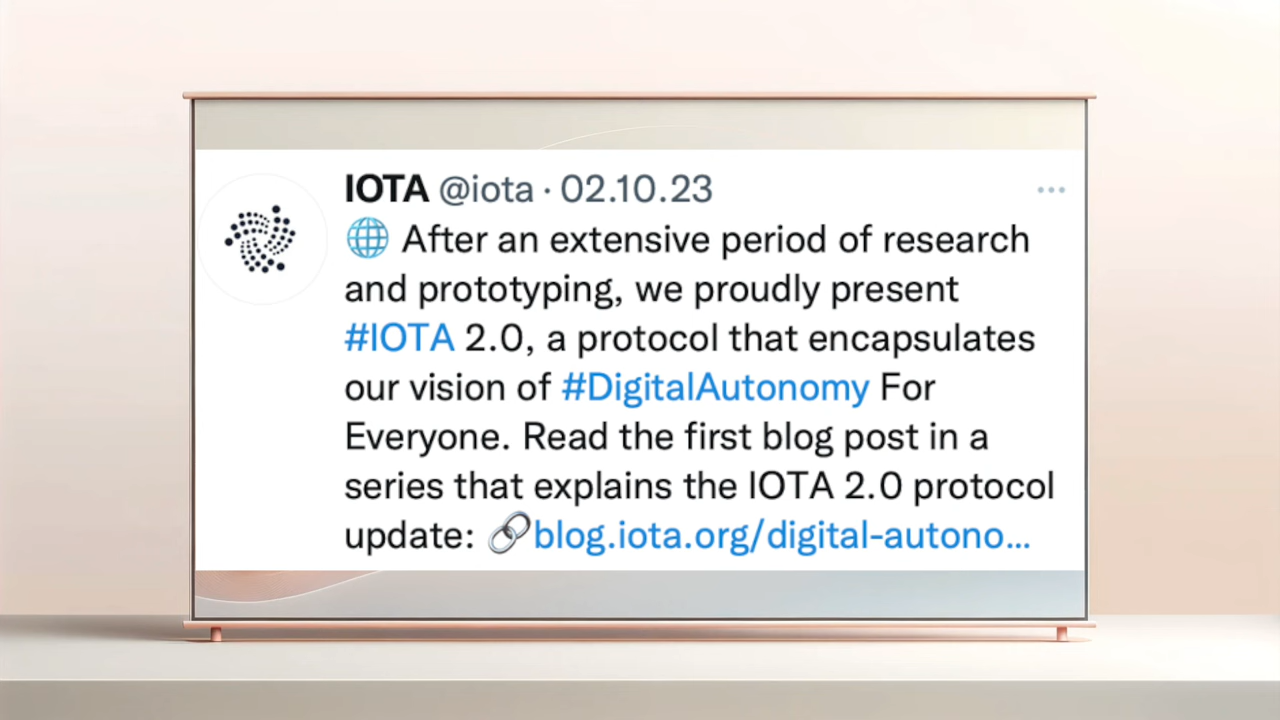 IOTA @iota · 02.10.23
🌐 After an extensive period of research
and prototyping, we proudly present
#IOTA 2.0, a protocol that encapsulates
our vision of #DigitalAutonomy For
Everyone. Read the first blog post in a
series that explains the IOTA 2.0 protocol
update: 🔗blog.iota.org/digital-autono...